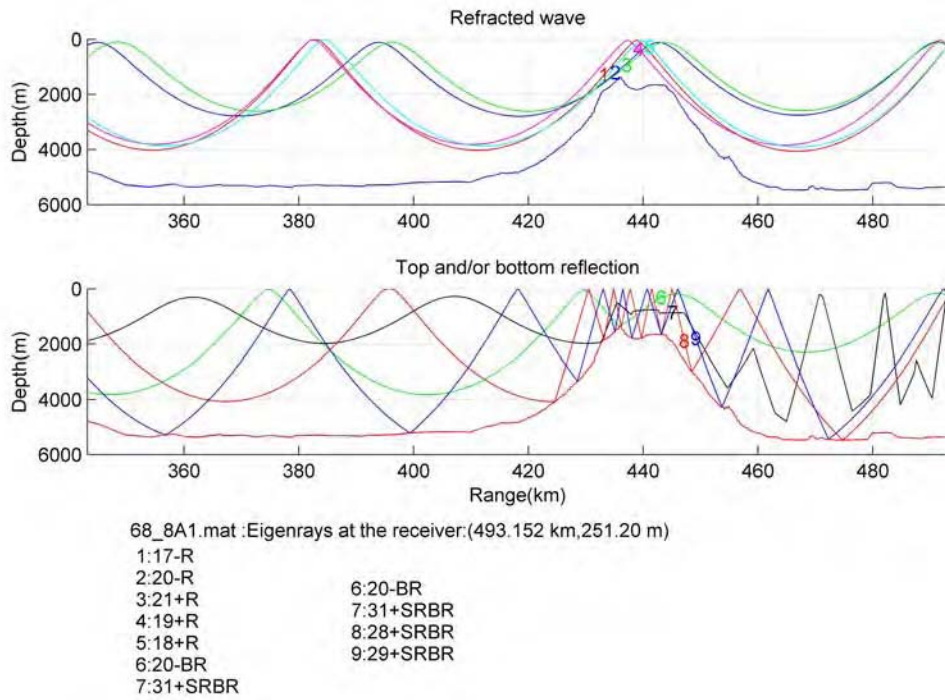 Refracted wave
0
2000
4000
6000
Depth(m)
360
380
400
420
440
460
480
1
2
3
4
5
Top and/or bottom reflection
0
2000
4000
6000
Depth(m)
6
7
8
9
360
380
400
420
440
460
480
Range(km)
68_8A1.mat :Eigenrays at the receiver:(493.152 km,251.20 m)
1:17-R
2:20-R
3:21+R
4:19+R
5:18+R
6:20-BR
7:31+SRBR
6:20-BR
7:31+SRBR
8:28+SRBR
9:29+SRBR